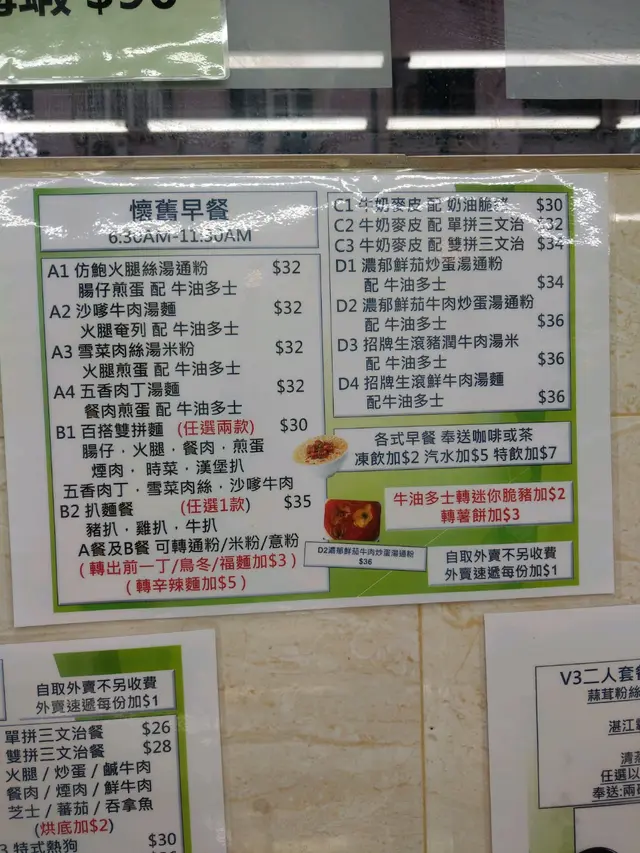 $90
懷舊早餐
6.30AM-11.30AM
A1 仿鮑火腿絲湯通粉 $32
腸仔煎蛋 配 牛油多士
A2 沙嗲牛肉湯麵 $32
火腿奄列 配 牛油多士
A3 雪菜肉絲湯米粉 $32
火腿煎蛋 配 牛油多士
A4 五香肉丁湯麵 $32
餐肉煎蛋 配 牛油多士
B1 百搭雙拼麵 (任選兩款) $30
腸仔．火腿．餐肉．煎蛋
煙肉．時菜．漢堡扒
五香肉丁．雪菜肉絲．沙嗲牛肉
B2 扒麵餐 (任選1款) $35
豬扒．雞扒．牛扒
A餐及B餐 可轉通粉/米粉/意粉
(轉出前一丁/烏冬/福麵加$3)
(轉辛辣麵加$5)
C1 牛奶麥皮 配 奶油脆豬 $30
C2 牛奶麥皮 配 單拼三文治 $32
C3 牛奶麥皮 配 雙拼三文治 $34
D1 濃郁鮮茄炒蛋湯通粉
配 牛油多士 $34
D2 濃郁鮮茄牛肉炒蛋湯通粉
配 牛油多士 $36
D3 招牌生滾豬潤牛肉湯米
配 牛油多士 $36
D4 招牌生滾鮮牛肉湯麵
配牛油多士 $36
各式早餐 奉送咖啡或茶
凍飲加$2 汽水加$5 特飲加$7
牛油多士轉迷你脆豬加$2
轉薯餅加$3
D2濃郁鮮茄牛肉炒蛋湯通粉
$36
自取外賣不另收費
外賣速遞每份加$1
自取外賣不另收費
外賣速遞每份加$1
單拼三文治餐 $26
雙拼三文治餐 $28
火腿 / 炒蛋 / 鹹牛肉
餐肉 / 煙肉 / 鮮牛肉
芝士 / 蕃茄 / 吞拿魚
(烘底加$2)
3 特式熱狗 $30
V3二人套餐
蒜茸粉絲
湛江
清蒸
任選以
奉送:兩